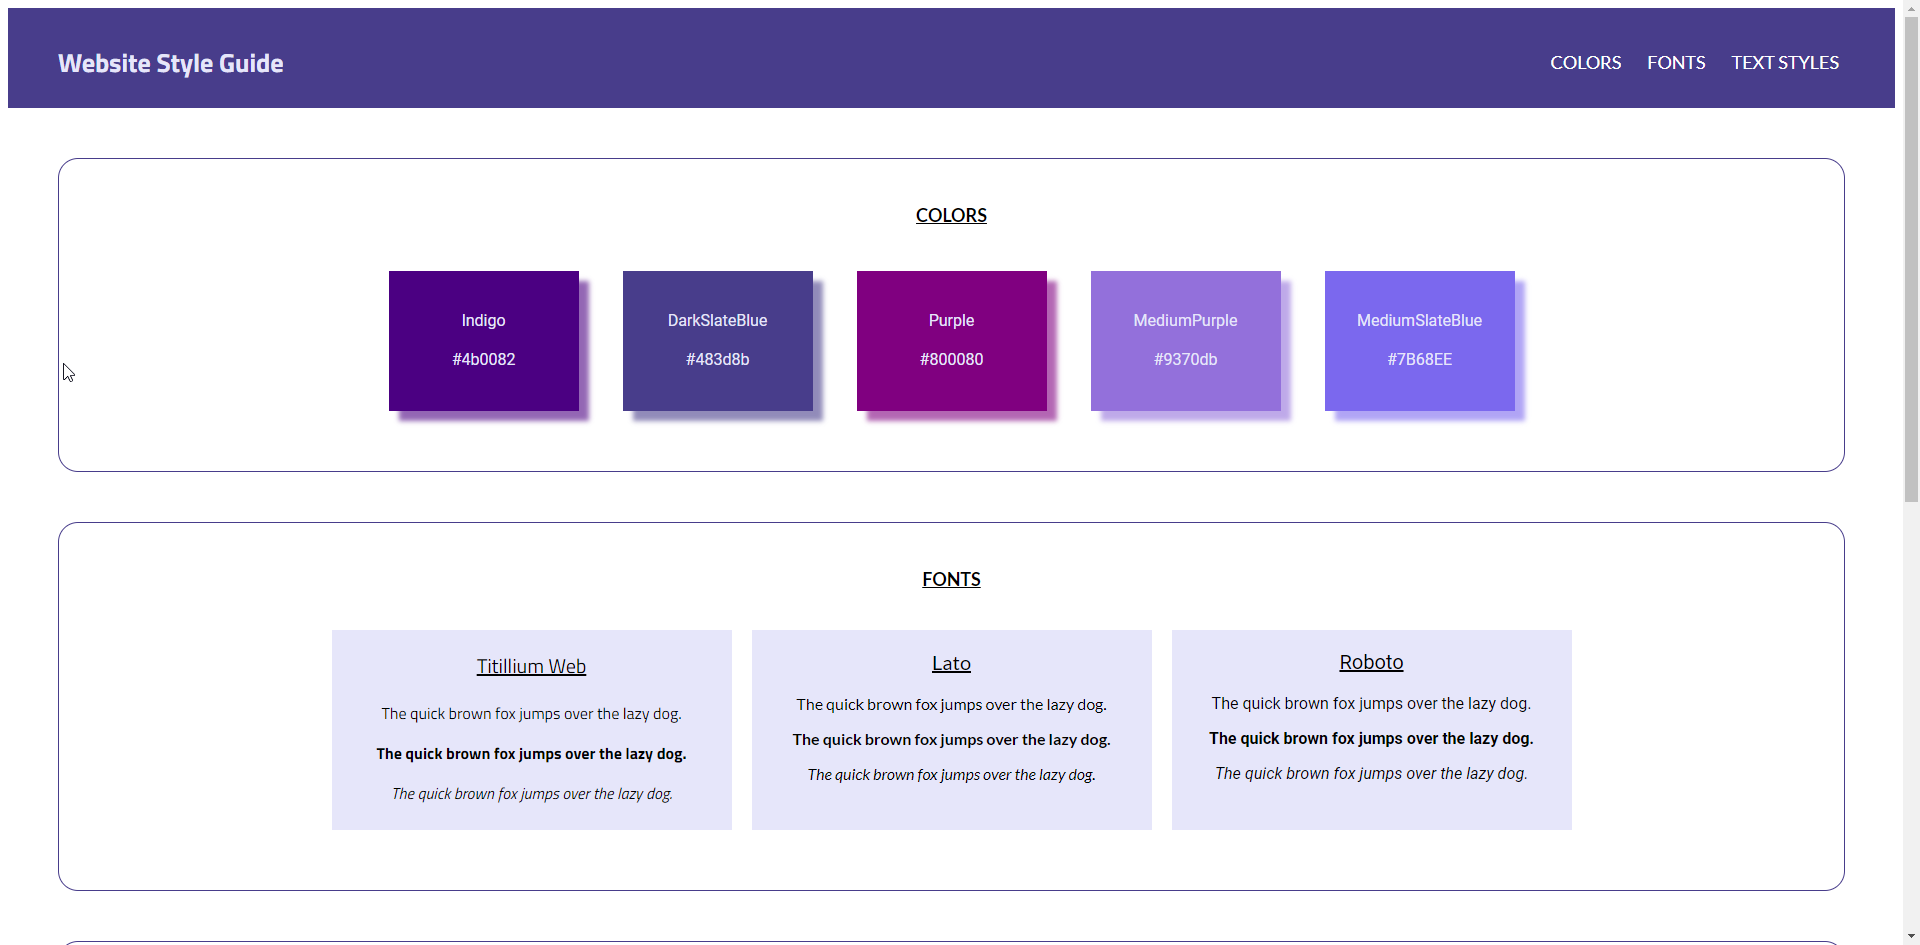 Website Style Guide
COLORS FONTS TEXT STYLES
COLORS
Indigo
#4b0082
DarkSlateBlue
#483d8b
Purple
#800080
MediumPurple
#9370db
MediumSlateBlue
#7B68EE
FONTS
Titillium Web
The quick brown fox jumps over the lazy dog.
The quick brown fox jumps over the lazy dog.
The quick brown fox jumps over the lazy dog.
Lato
The quick brown fox jumps over the lazy dog.
The quick brown fox jumps over the lazy dog.
The quick brown fox jumps over the lazy dog.
Roboto
The quick brown fox jumps over the lazy dog.
The quick brown fox jumps over the lazy dog.
The quick brown fox jumps over the lazy dog.